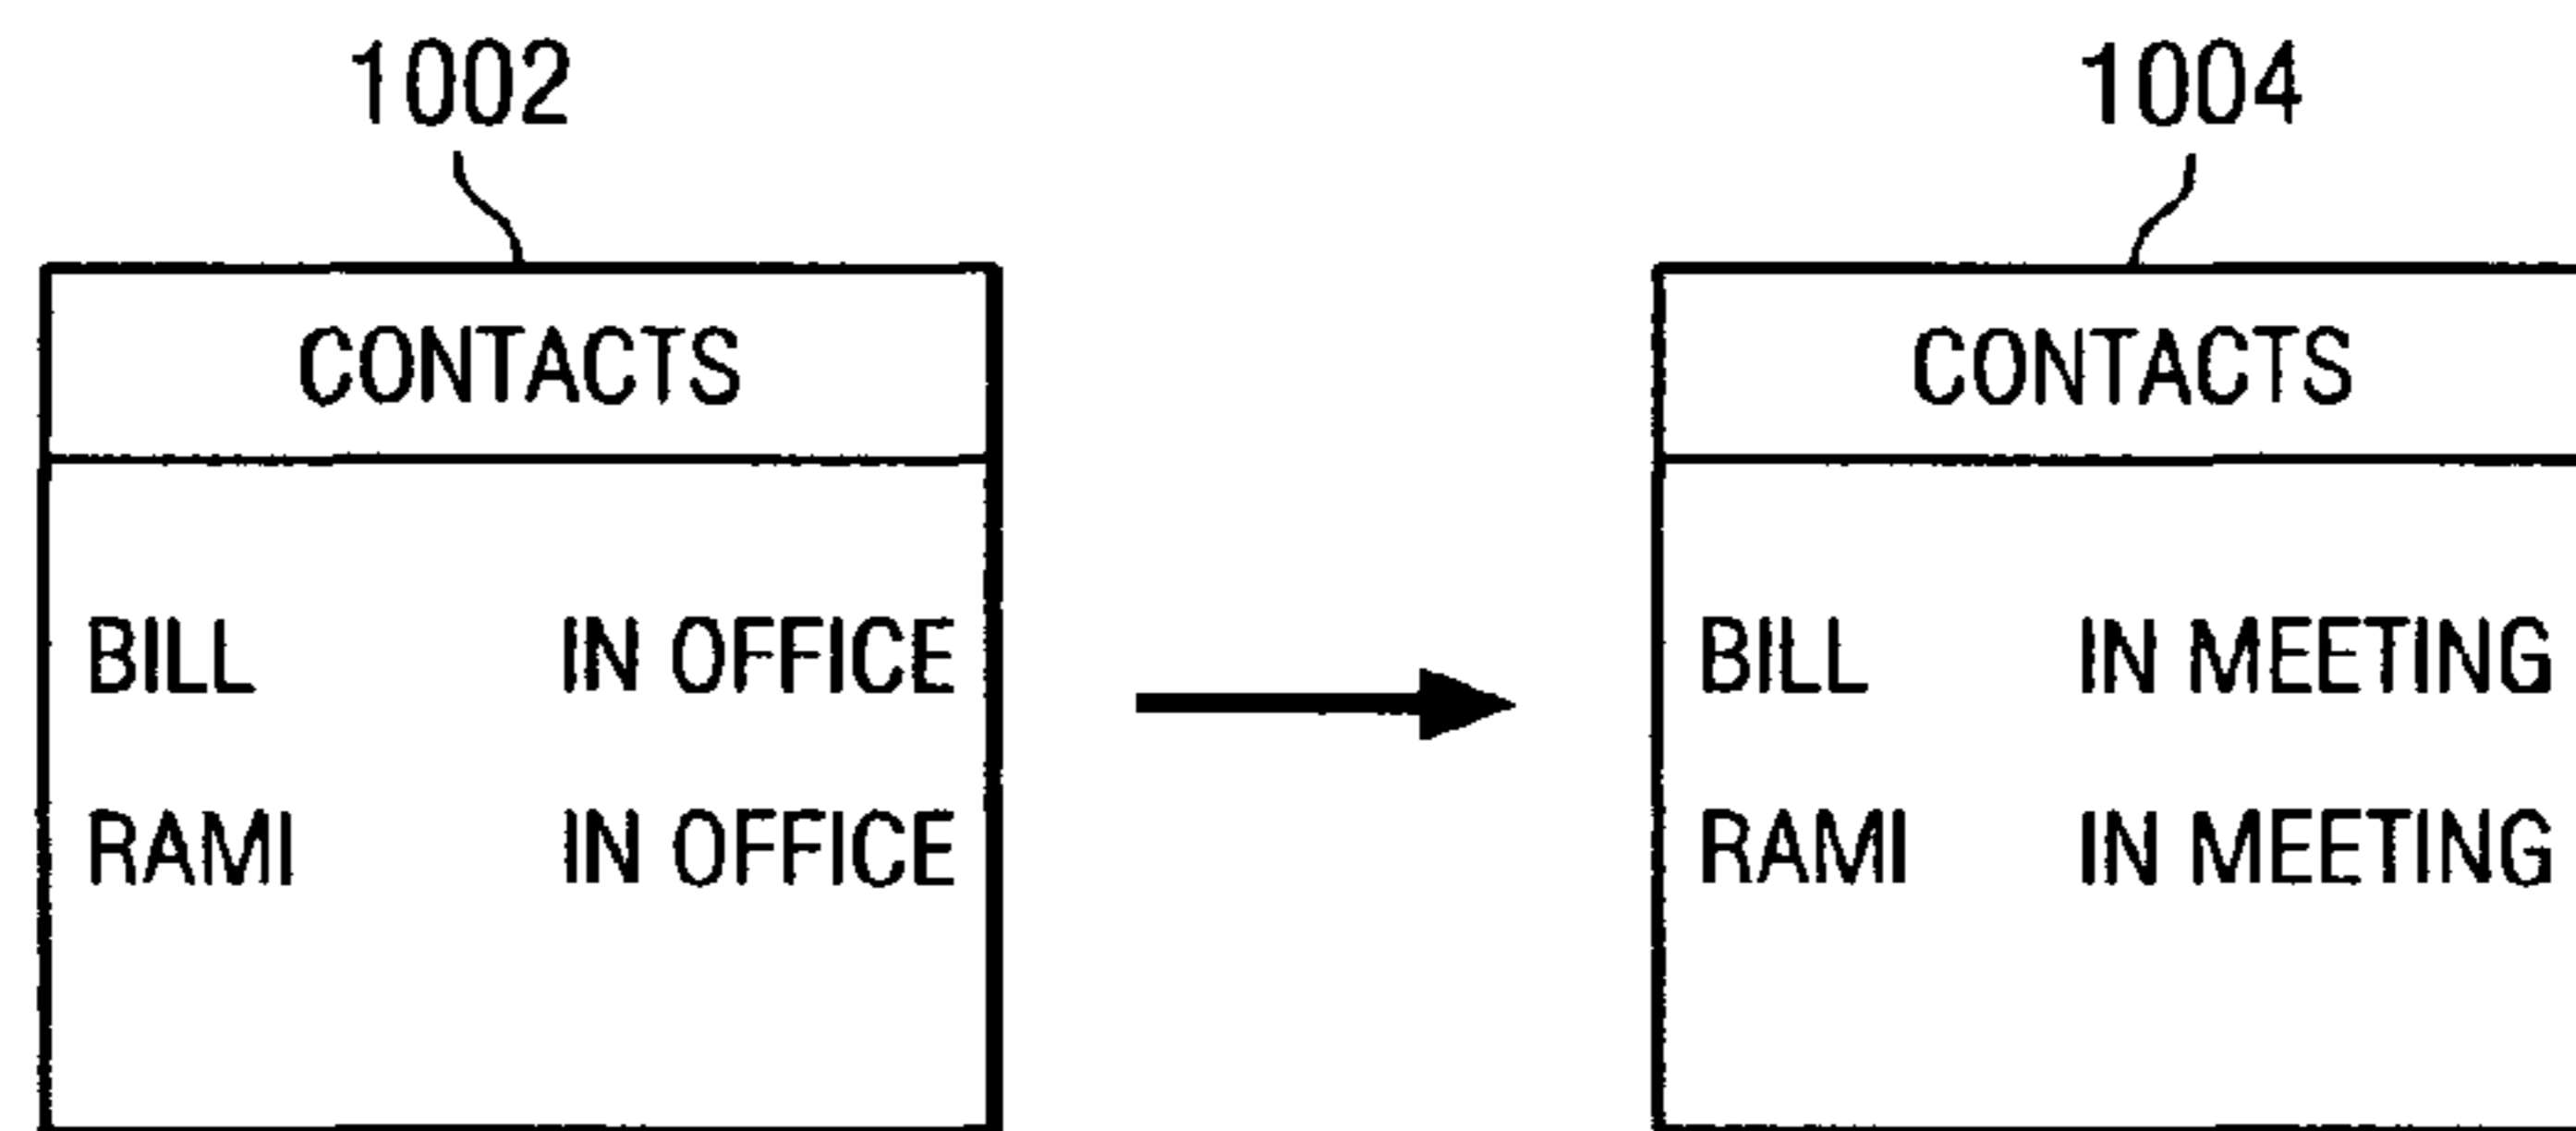 1002
CONTACTS
BILL IN OFFICE
RAMI IN OFFICE
1004
CONTACTS
BILL IN MEETING
RAMI IN MEETING